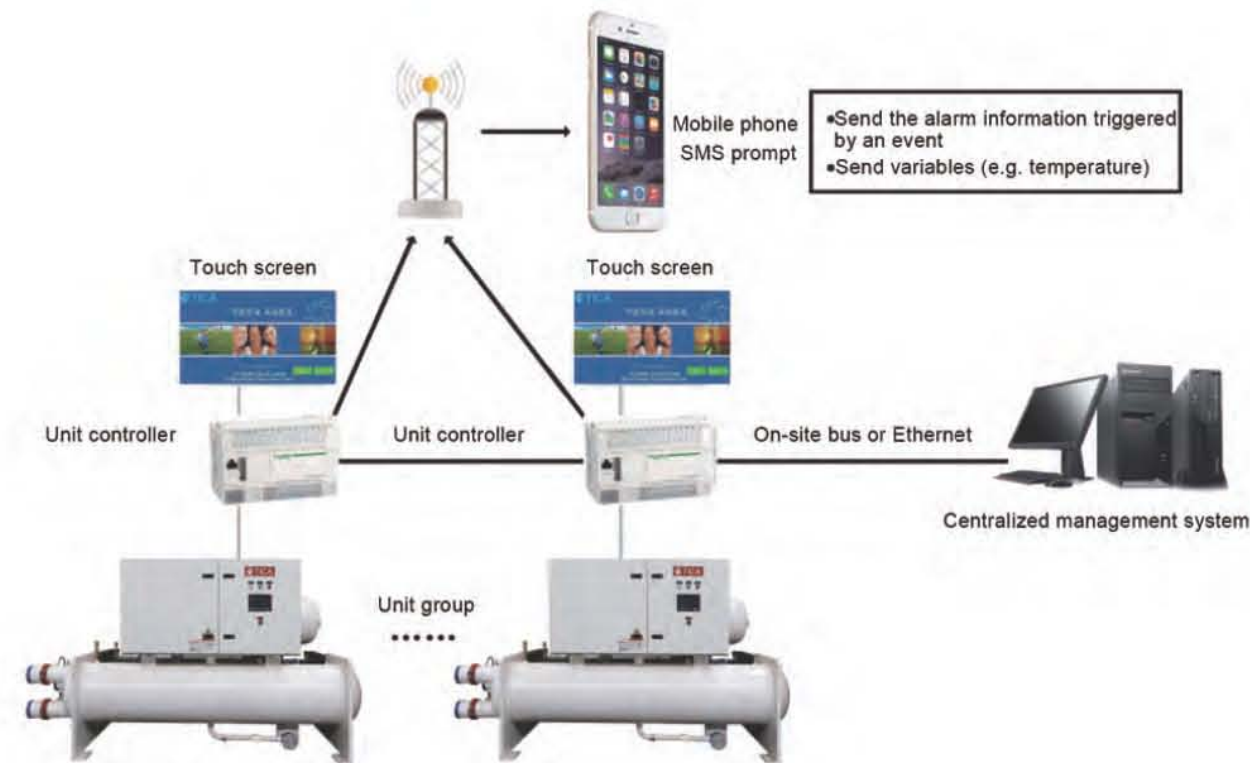 Mobile phone
SMS prompt
•Send the alarm information triggered
by an event
•Send variables (e.g. temperature)
Touch screen
Touch screen
TICA
TICA
Unit controller
Unit controller
On-site bus or Ethernet
Centralized management system
TICA
TICA
Unit group